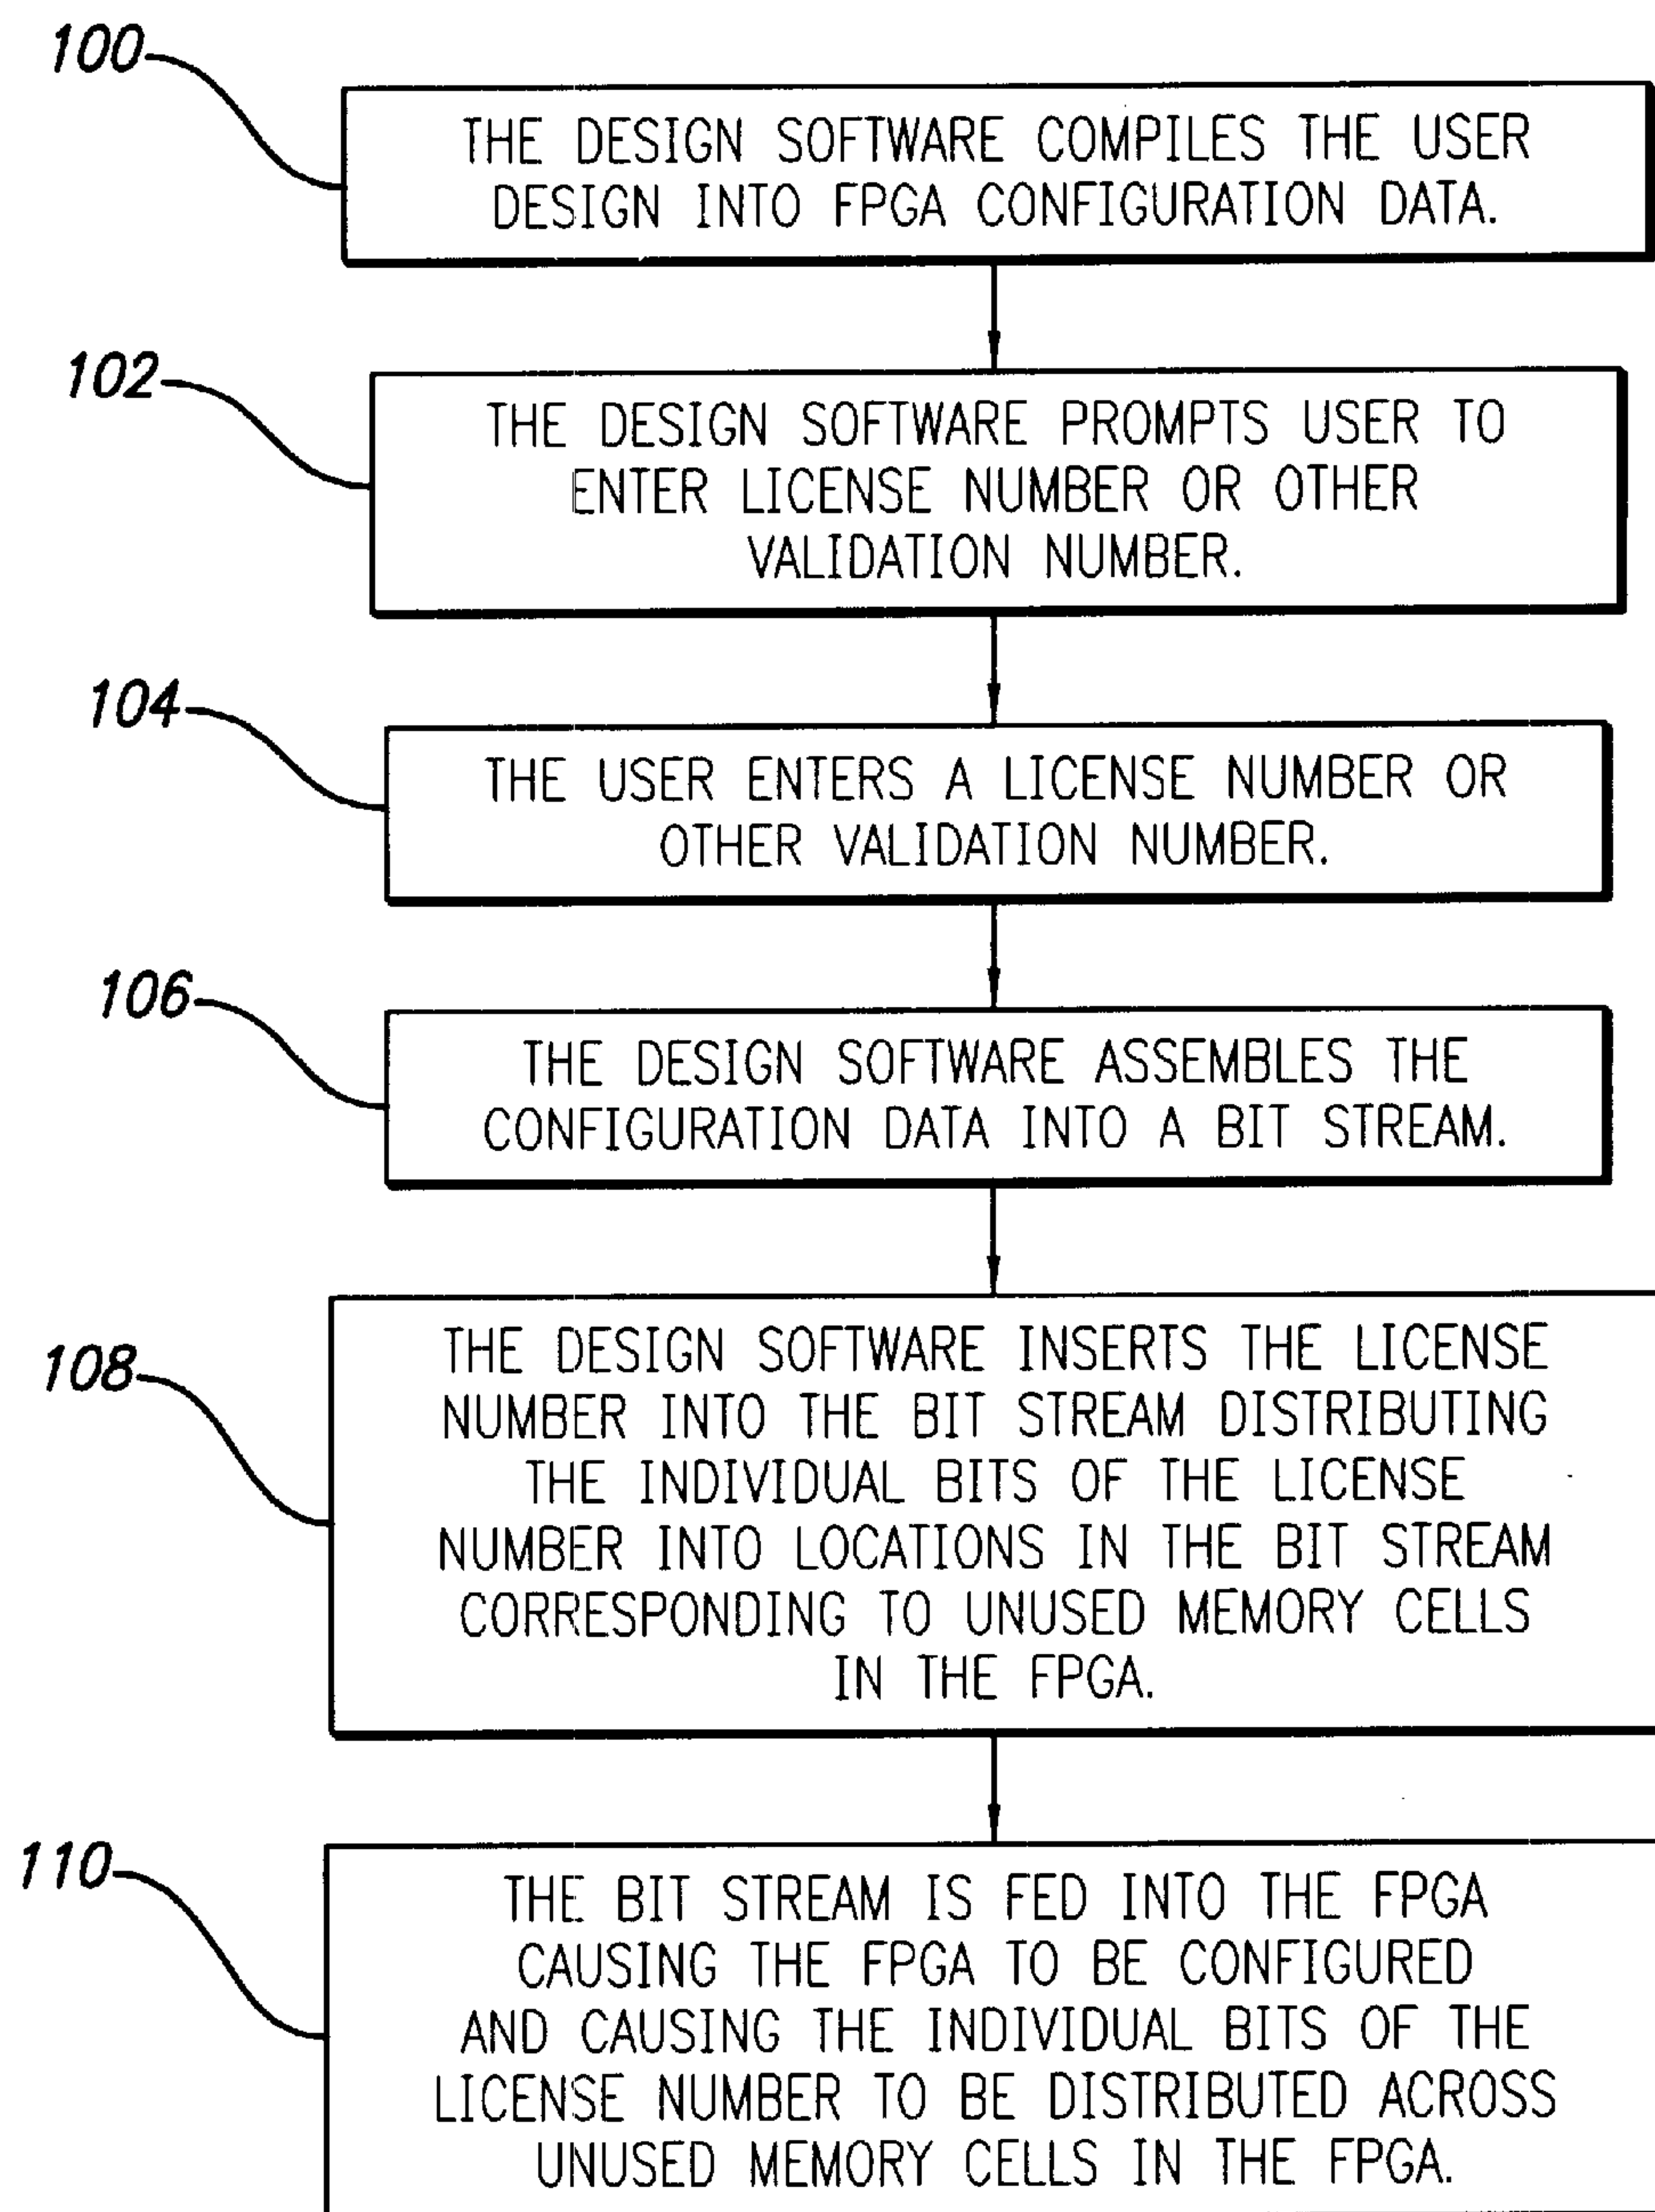 100
THE DESIGN SOFTWARE COMPILES THE USER
DESIGN INTO FPGA CONFIGURATION DATA.
102
THE DESIGN SOFTWARE PROMPTS USER TO
ENTER LICENSE NUMBER OR OTHER
VALIDATION NUMBER.
104
THE USER ENTERS A LICENSE NUMBER OR
OTHER VALIDATION NUMBER.
106
THE DESIGN SOFTWARE ASSEMBLES THE
CONFIGURATION DATA INTO A BIT STREAM.
108
THE DESIGN SOFTWARE INSERTS THE LICENSE
NUMBER INTO THE BIT STREAM DISTRIBUTING
THE INDIVIDUAL BITS OF THE LICENSE
NUMBER INTO LOCATIONS IN THE BIT STREAM
CORRESPONDING TO UNUSED MEMORY CELLS
IN THE FPGA.
110
THE BIT STREAM IS FED INTO THE FPGA
CAUSING THE FPGA TO BE CONFIGURED
AND CAUSING THE INDIVIDUAL BITS OF THE
LICENSE NUMBER TO BE DISTRIBUTED ACROSS
UNUSED MEMORY CELLS IN THE FPGA.